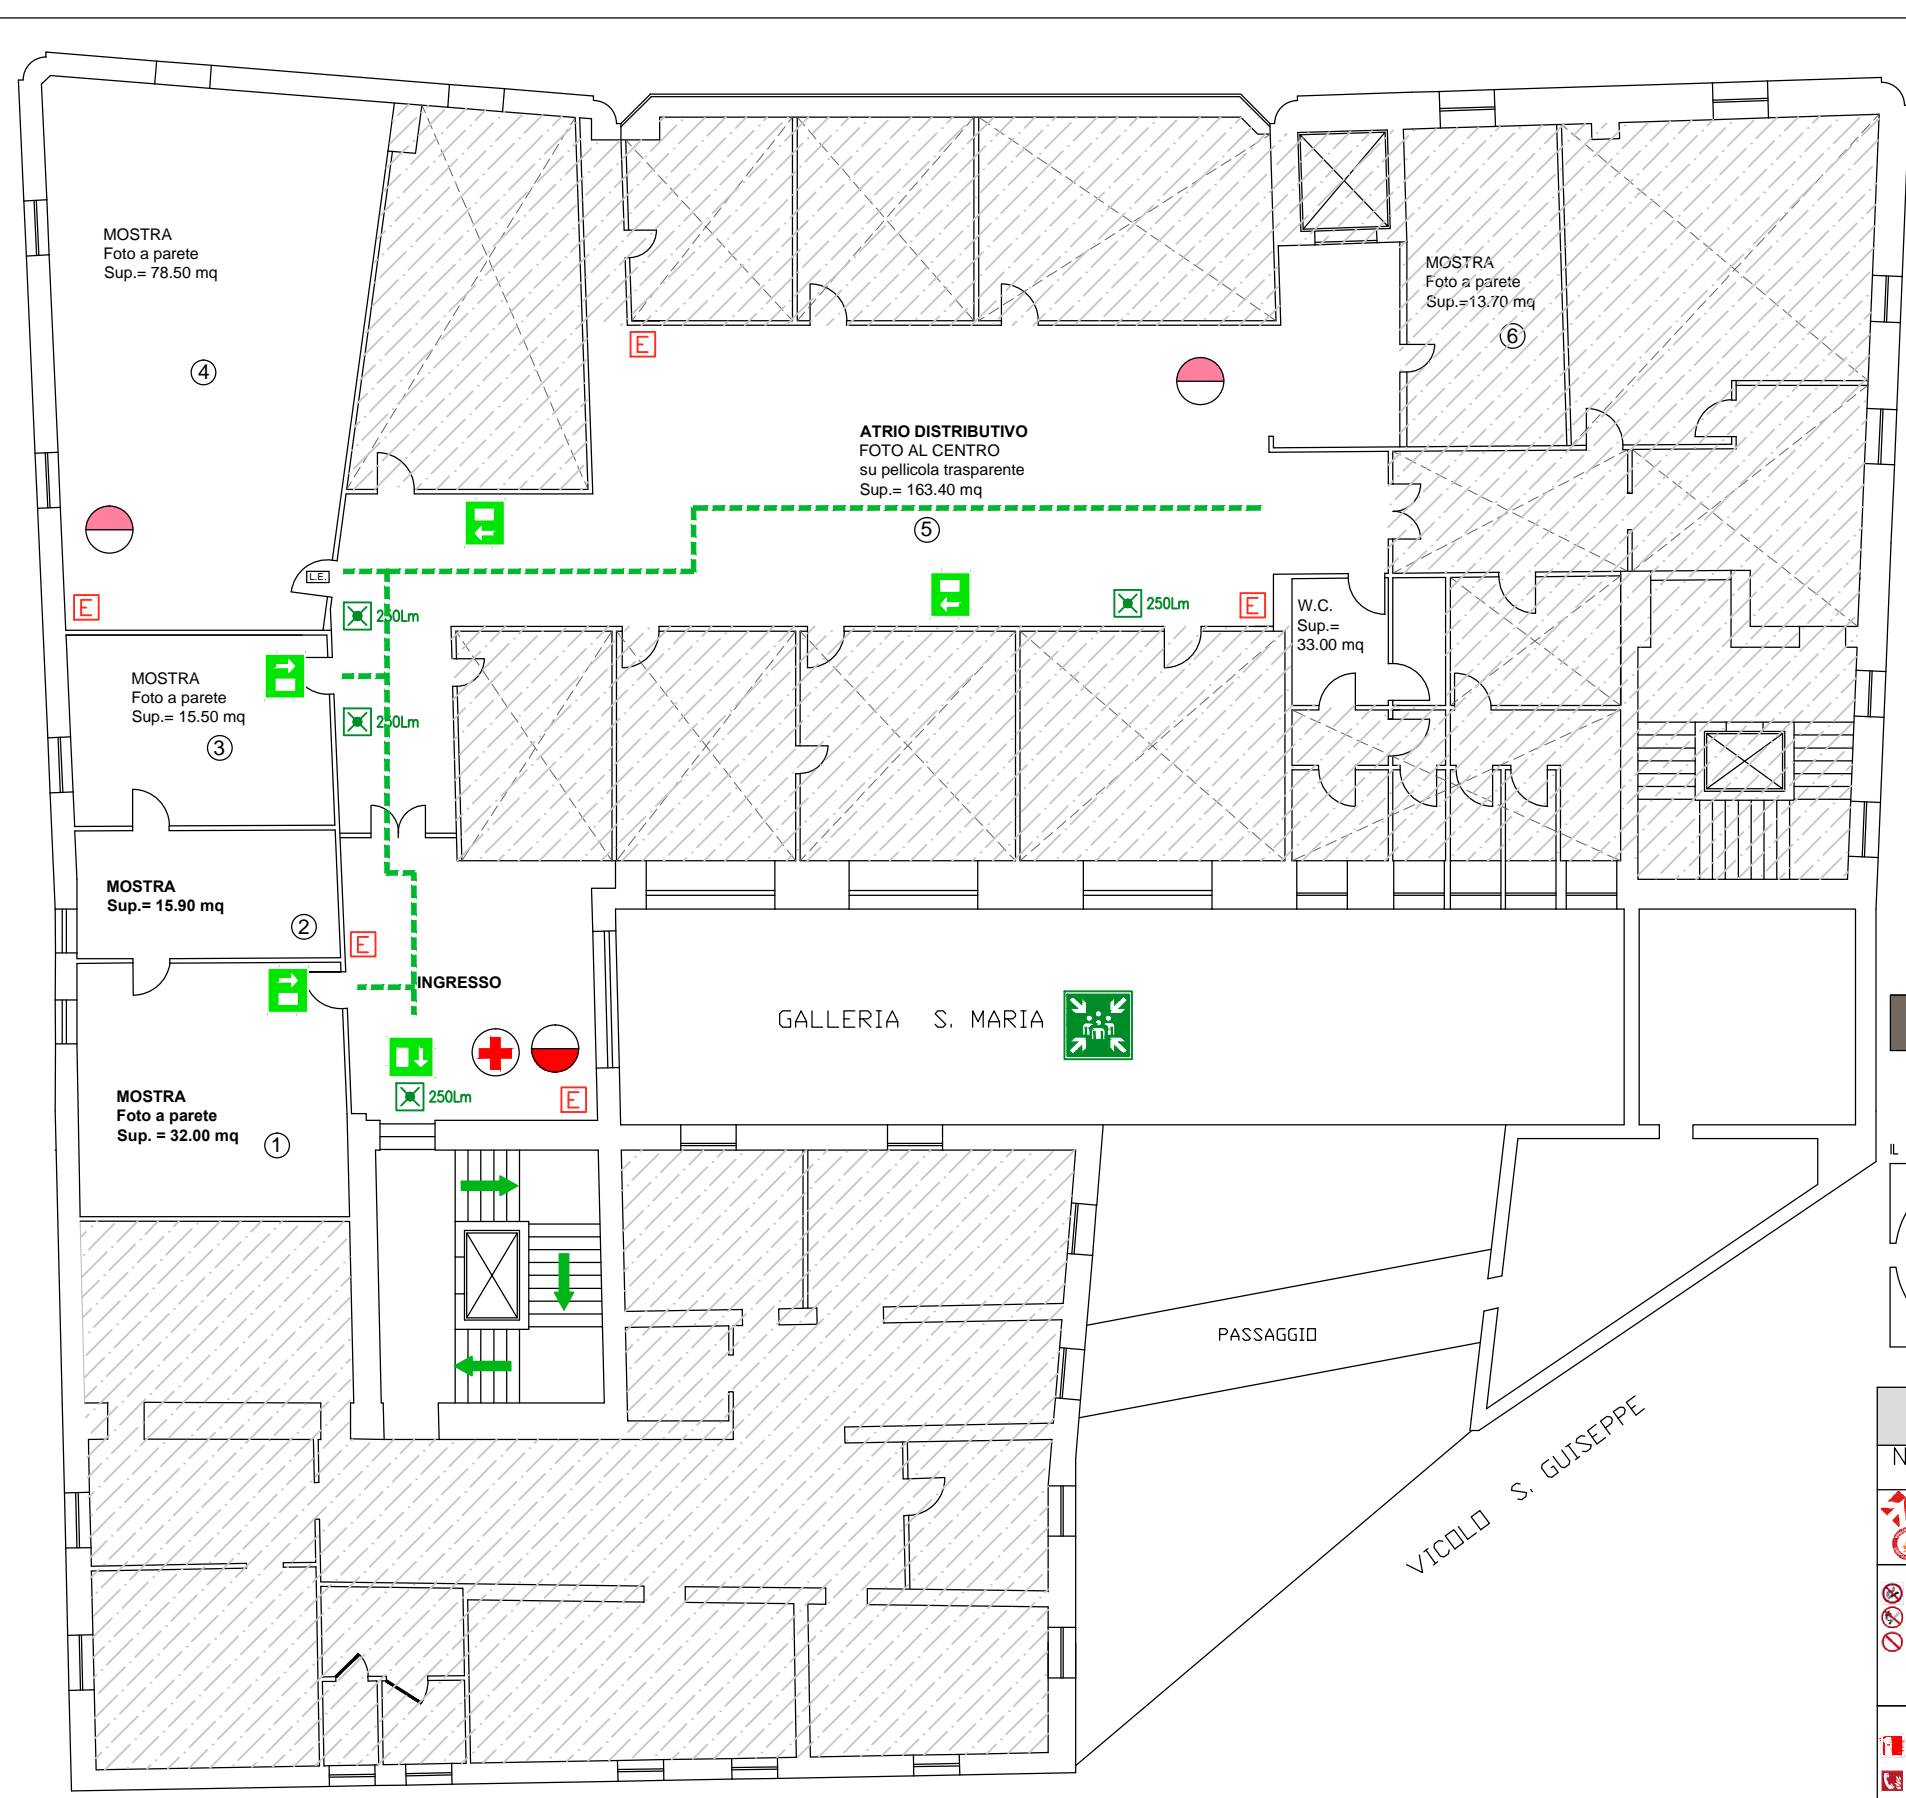 MOSTRA
Foto a parete
Sup.= 78.50 mq
4
MOSTRA
Foto a parete
Sup.=13.70 mq
6
E
ATRIO DISTRIBUTIVO
FOTO AL CENTRO
su pellicola trasparente
Sup.= 163.40 mq
5
L.E.
E
250Lm
250Lm
E
W.C.
Sup.=
33.00 mq
MOSTRA
Foto a parete
Sup.= 15.50 mq
3
250Lm
MOSTRA
Sup.= 15.90 mq
2
E
INGRESSO
GALLERIA S. MARIA
250Lm
E
MOSTRA
Foto a parete
Sup. = 32.00 mq
1
IL
PASSAGGIO
VICOLO S. GUISEPPE
N